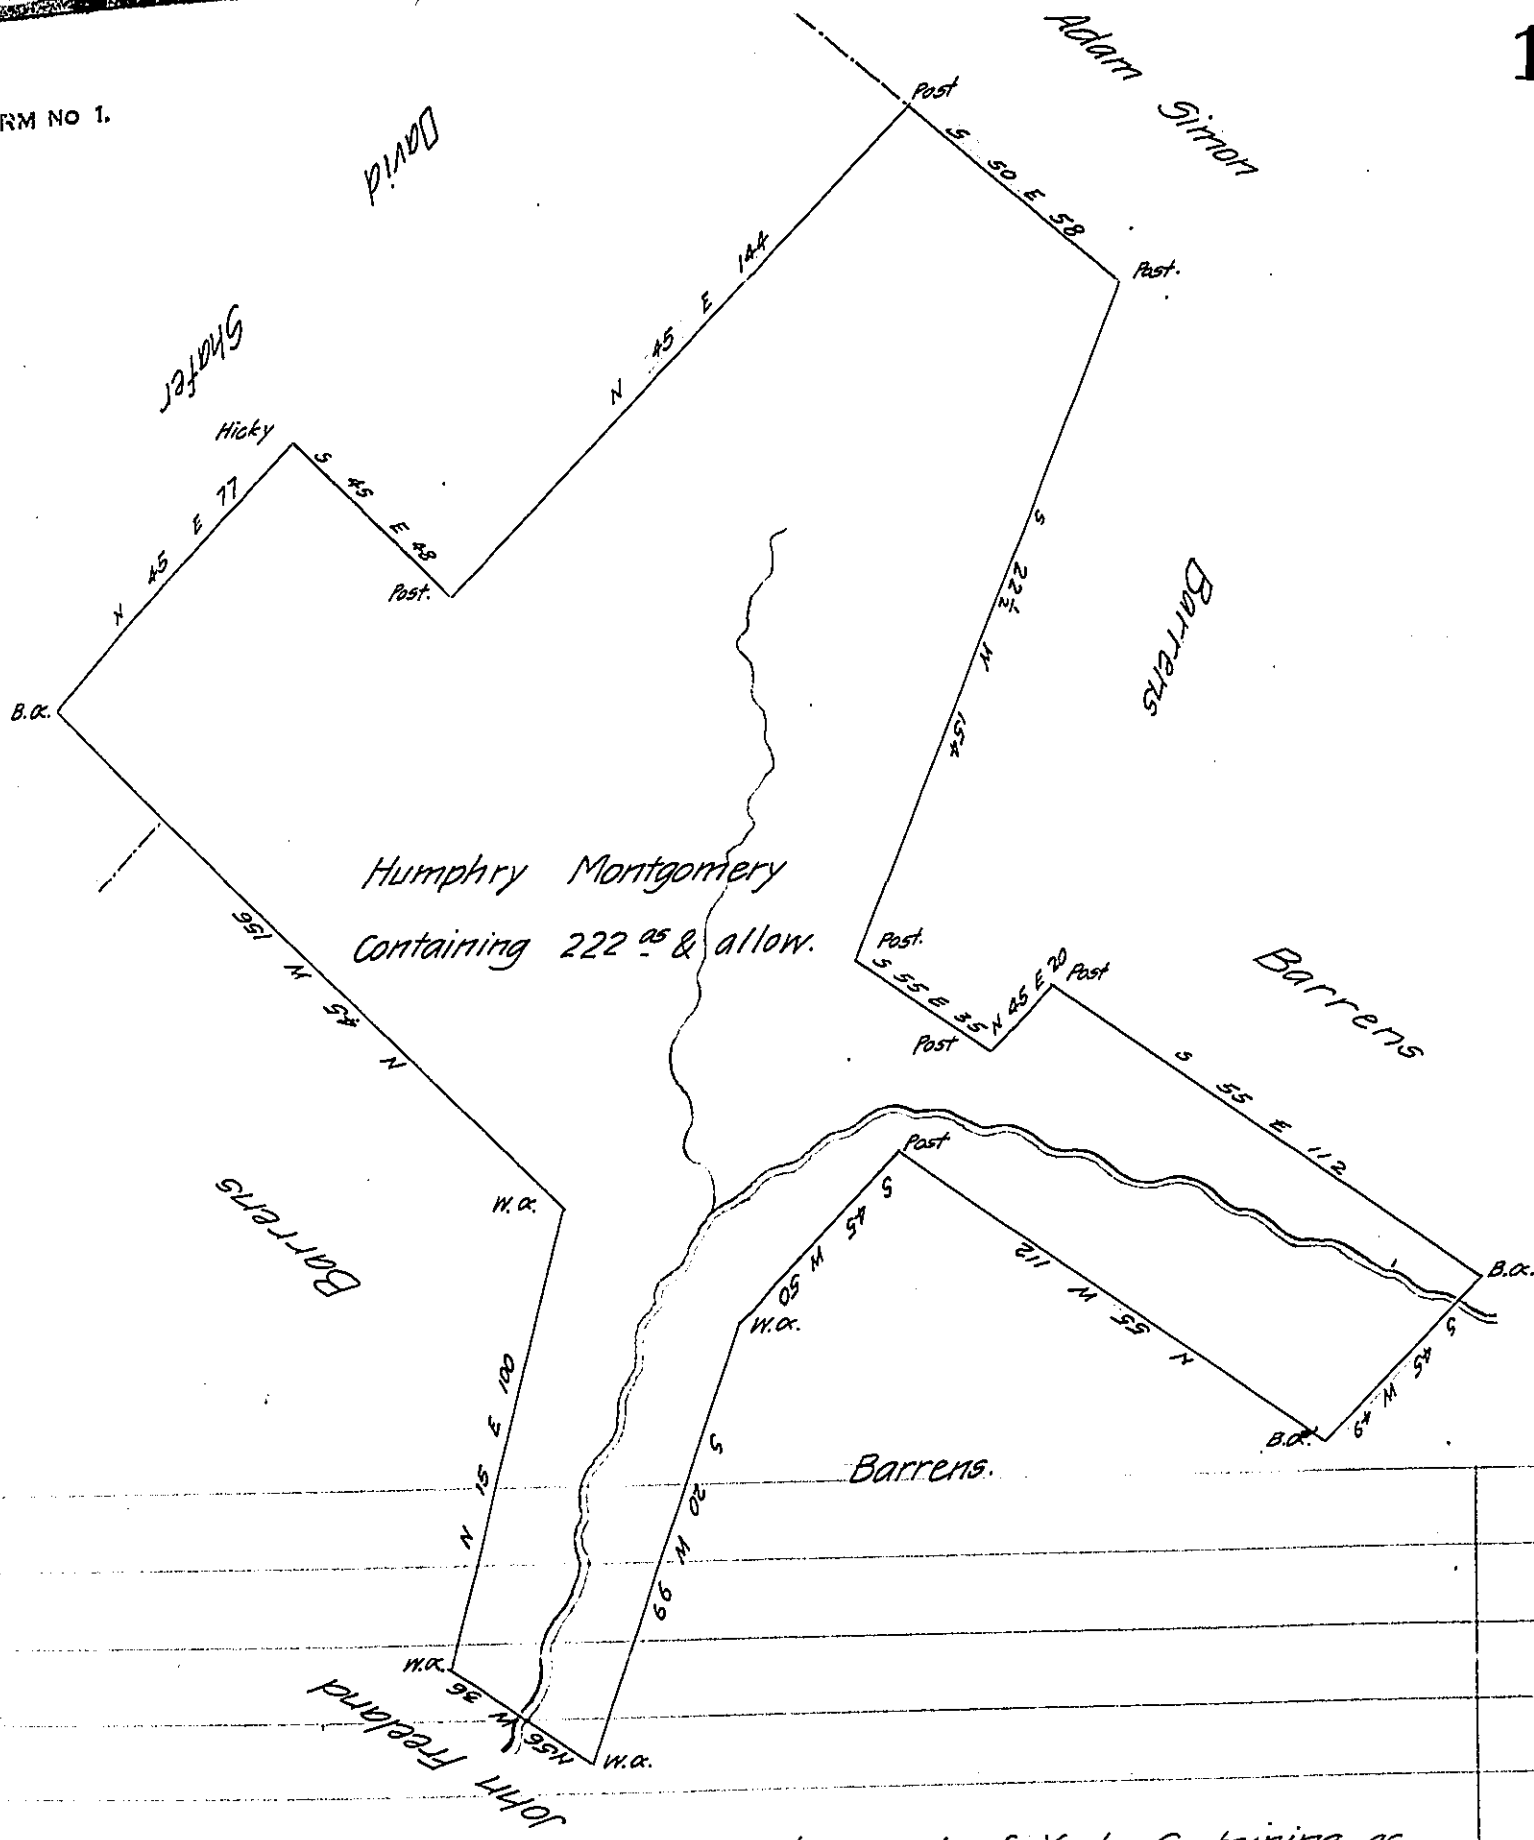 1
RM NO 1.
Adam Simon
David Shafer
Post
S 50 E 58
Post.
N 45 E 144
Hicky
S 45 E 48
Post.
N 45 E 77
B.o.
S 22½ W 154
Barrens
Humphry Montgomery
Containing 222 as & allow.
N 45 W 156
Post.
S 55 E 35
Post
N 45 E 20
Post
Barrens
S 55 E 112
B.o.
S 45 W 49
B.o.
N 55 W 112
Post
S 45 W 50
W.o.
S 20 W 99
Barrens.
W.o.
Barrens
N 15 E 100
W.o.
N 56 W 36
W.o.
John Freeland
Containing as